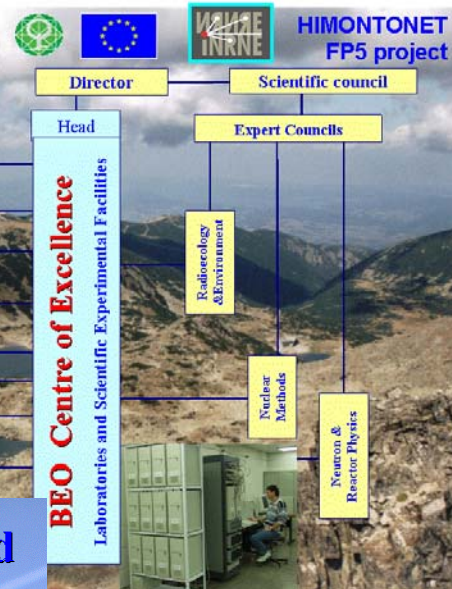 INRNE
HIMONTONET
FP5 project
Director
Scientific council
Head
Expert Councils
BEO Centre of Excellence
Laboratories and Scientific Experimental Facilities
Radioecology
&Environment
Nuclear
Methods
Neutron &
Reactor Physics
d